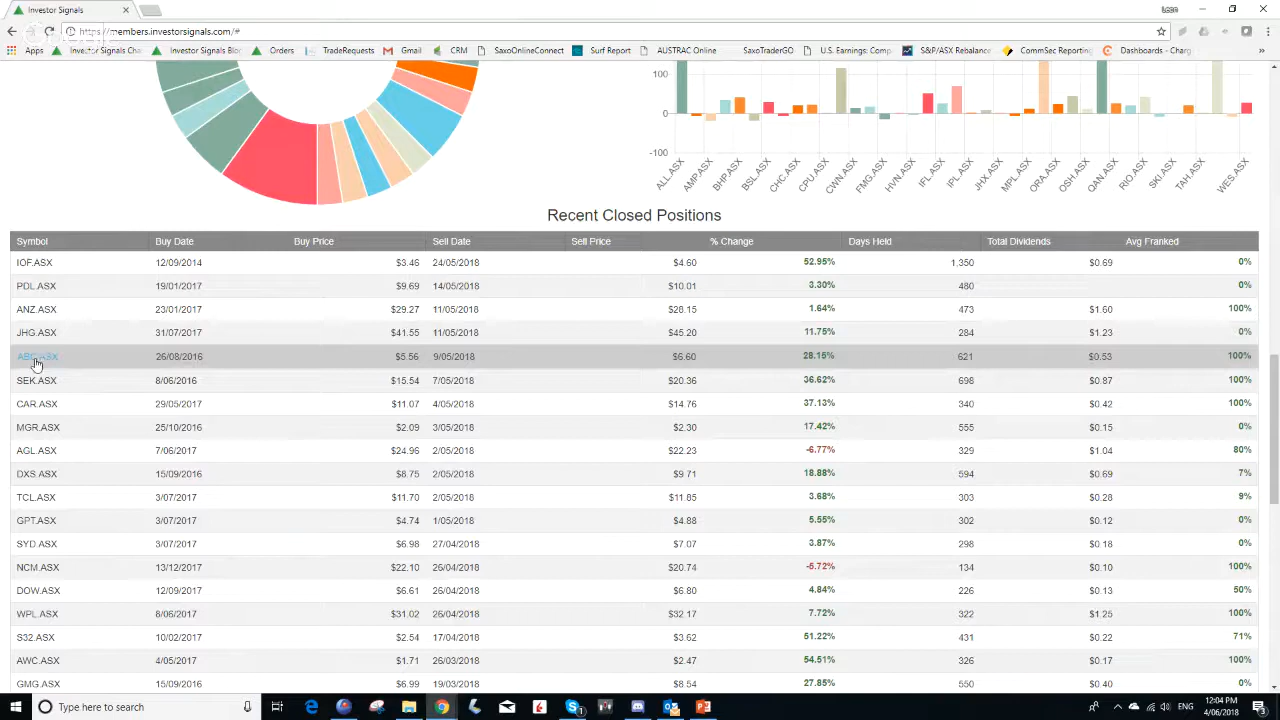 Investor Signals
https://members.investorsignals.com/#
Apps Investor Signals Cha Investor Signals Blog Orders TradeRequests Gmail CRM SaxoOnlineConnect Surf Report AUSTRAC Online SaxoTraderGO U.S. Earnings: Comp S&P/ASX Rebalance CommSec Reporting Dashboards - Charg
100
0
-100
ALL.ASX AMP.ASX BHP.ASX BSL.ASX CHC.ASX CPU.ASX CWN.ASX FMG.ASX HVN.ASX IFL.ASX IPL.ASX JHX.ASX MPL.ASX ORA.ASX OSH.ASX QAN.ASX RIO.ASX SKI.ASX TAH.ASX WES.ASX
Recent Closed Positions
Symbol Buy Date Buy Price Sell Date Sell Price % Change Days Held Total Dividends Avg Franked
IOF.ASX 12/09/2014 $3.46 24/05/2018 $4.60 52.95% 1,350 $0.69 0%
PDL.ASX 19/01/2017 $9.69 14/05/2018 $10.01 3.30% 480 0%
ANZ.ASX 23/01/2017 $29.27 11/05/2018 $28.15 1.64% 473 $1.60 100%
JHG.ASX 31/07/2017 $41.55 11/05/2018 $45.20 11.75% 284 $1.23 0%
ABC.ASX 26/08/2016 $5.56 9/05/2018 $6.60 28.15% 621 $0.53 100%
SEK.ASX 8/06/2016 $15.54 7/05/2018 $20.36 36.62% 698 $0.87 100%
CAR.ASX 29/05/2017 $11.07 4/05/2018 $14.76 37.13% 340 $0.42 100%
MGR.ASX 25/10/2016 $2.09 3/05/2018 $2.30 17.42% 555 $0.15 0%
AGL.ASX 7/06/2017 $24.96 2/05/2018 $22.23 -6.77% 329 $1.04 80%
DXS.ASX 15/09/2016 $8.75 2/05/2018 $9.71 18.88% 594 $0.69 7%
TCL.ASX 3/07/2017 $11.70 2/05/2018 $11.85 3.68% 303 $0.28 9%
GPT.ASX 3/07/2017 $4.74 1/05/2018 $4.88 5.55% 302 $0.12 0%
SYD.ASX 3/07/2017 $6.98 27/04/2018 $7.07 3.87% 298 $0.18 0%
NCM.ASX 13/12/2017 $22.10 26/04/2018 $20.74 -5.72% 134 $0.10 100%
DOW.ASX 12/09/2017 $6.61 26/04/2018 $6.80 4.84% 226 $0.13 50%
WPL.ASX 8/06/2017 $31.02 26/04/2018 $32.17 7.72% 322 $1.25 100%
S32.ASX 10/02/2017 $2.54 17/04/2018 $3.62 51.22% 431 $0.22 71%
AWC.ASX 4/05/2017 $1.71 26/03/2018 $2.47 54.51% 326 $0.17 100%
GMG.ASX 15/09/2016 $6.99 19/03/2018 $8.54 27.85% 550 $0.40 0%
Type here to search
ENG
12:04 PM
4/06/2018